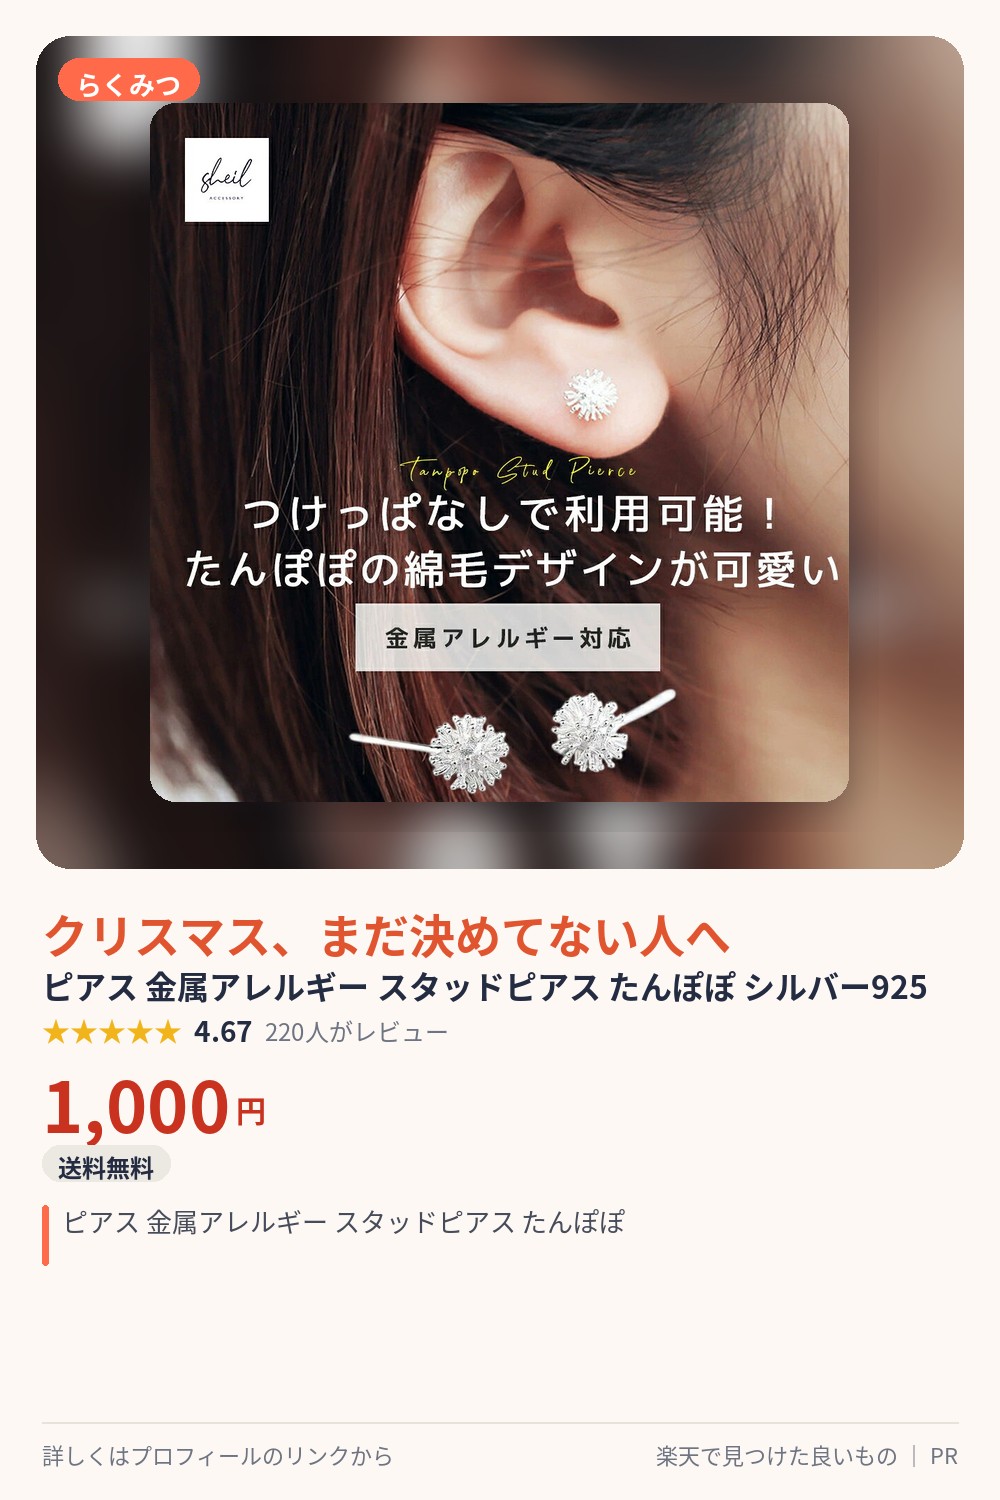 らくみつ
sheil
ACCESSORY
Tanpopo Stud Pierce
つけっぱなしで利用可能！
たんぽぽの綿毛デザインが可愛い
金属アレルギー対応
クリスマス、まだ決めてない人へ
ピアス 金属アレルギー スタッドピアス たんぽぽ シルバー925
★★★★★ 4.67 220人がレビュー
1,000円
送料無料
ピアス 金属アレルギー スタッドピアス たんぽぽ
詳しくはプロフィールのリンクから
楽天で見つけた良いもの｜PR